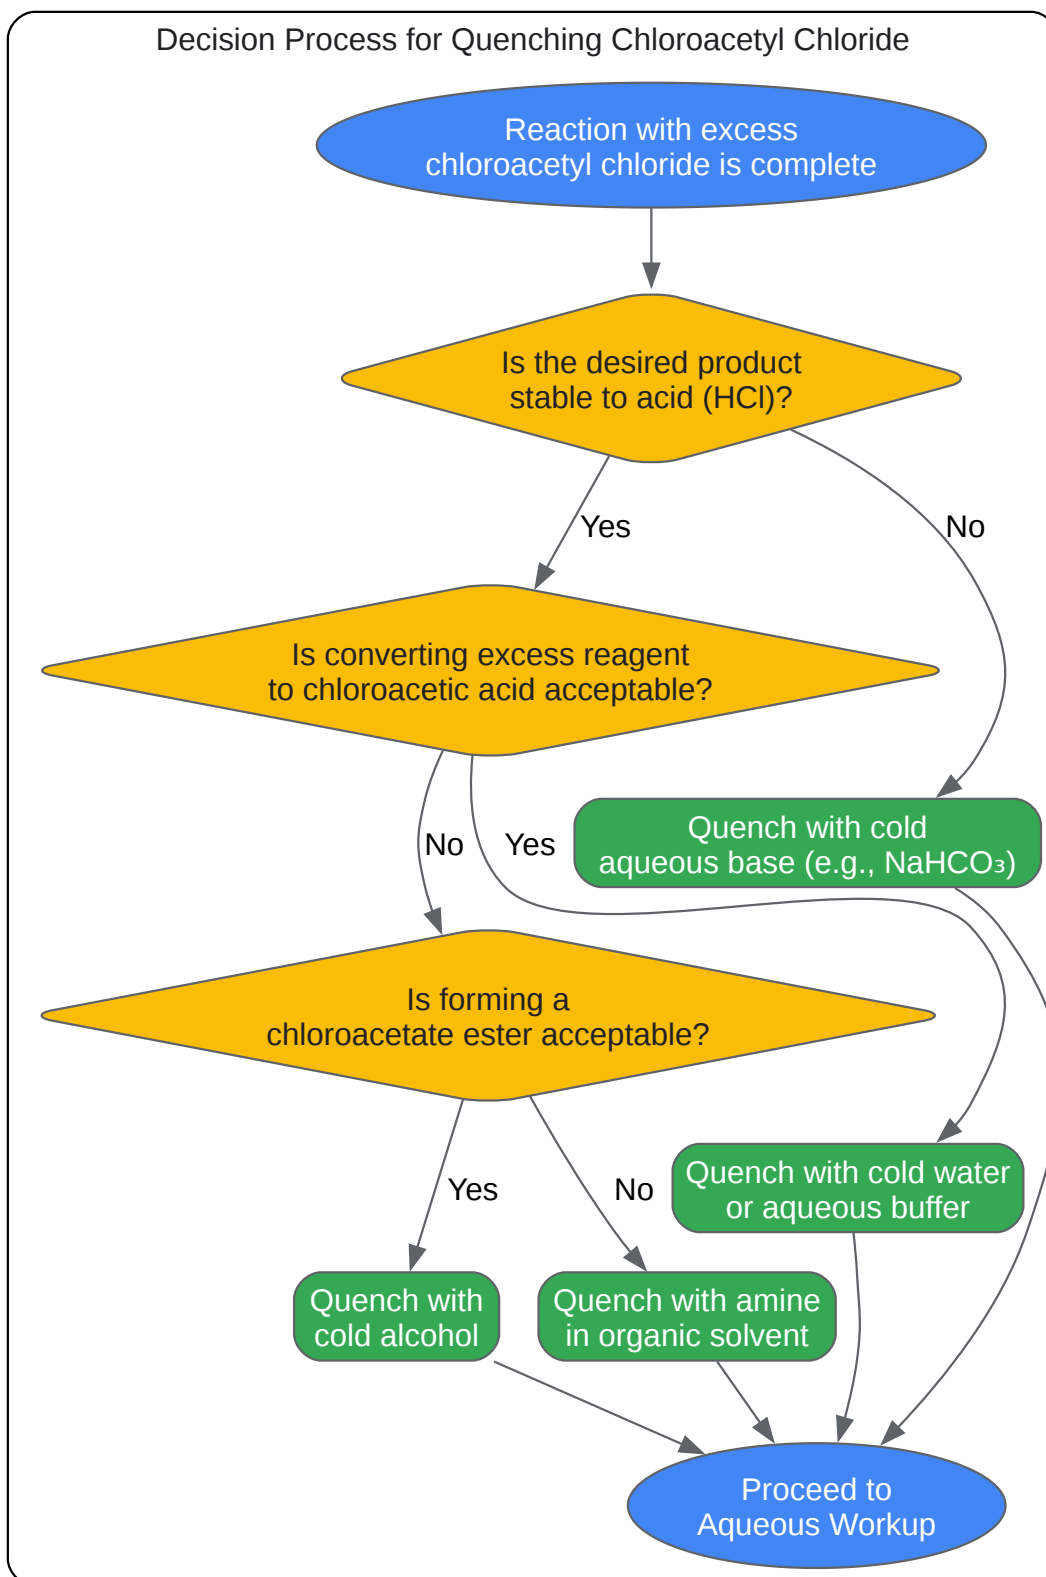 Decision Process for Quenching Chloroacetyl Chloride
Reaction with excess
chloroacetyl chloride is complete
Is the desired product
stable to acid (HCl)?
Yes
No
Is converting excess reagent
to chloroacetic acid acceptable?
No
Yes
Quench with cold
aqueous base (e.g., NaHCO₃)
Is forming a
chloroacetate ester acceptable?
Yes
No
Quench with cold water
or aqueous buffer
Quench with
cold alcohol
Quench with amine
in organic solvent
Proceed to
Aqueous Workup